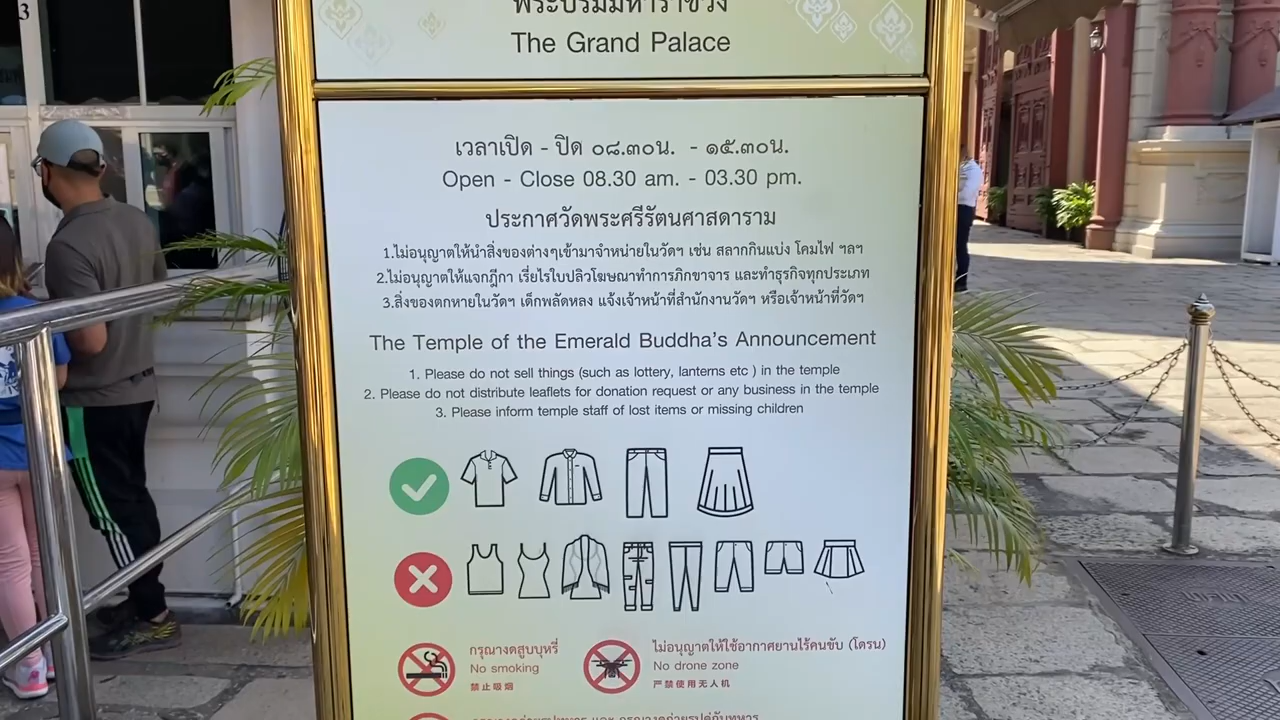 3
พระบรมมหาราชวัง
The Grand Palace
เวลาเปิด - ปิด ๐๘.๓๐น. - ๑๕.๓๐น.
Open - Close 08.30 am. - 03.30 pm.
ประกาศวัดพระศรีรัตนศาสดาราม
1.ไม่อนุญาตให้นำสิ่งของต่างๆเข้ามาจำหน่ายในวัดฯ เช่น สลากกินแบ่ง โคมไฟ ฯลฯ
2.ไม่อนุญาตให้แจกฎีกา เรี่ยไรใบปลิวโฆษณาทำการภิกขาจาร และทำธุรกิจทุกประเภท
3.สิ่งของตกหายในวัดฯ เด็กพลัดหลง แจ้งเจ้าหน้าที่สำนักงานวัดฯ หรือเจ้าหน้าที่วัดฯ
The Temple of the Emerald Buddha's Announcement
1. Please do not sell things (such as lottery, lanterns etc ) in the temple
2. Please do not distribute leaflets for donation request or any business in the temple
3. Please inform temple staff of lost items or missing children
กรุณางดสูบบุหรี่
No smoking
禁止吸烟
ไม่อนุญาตให้ใช้อากาศยานไร้คนขับ (โดรน)
No drone zone
严禁使用无人机